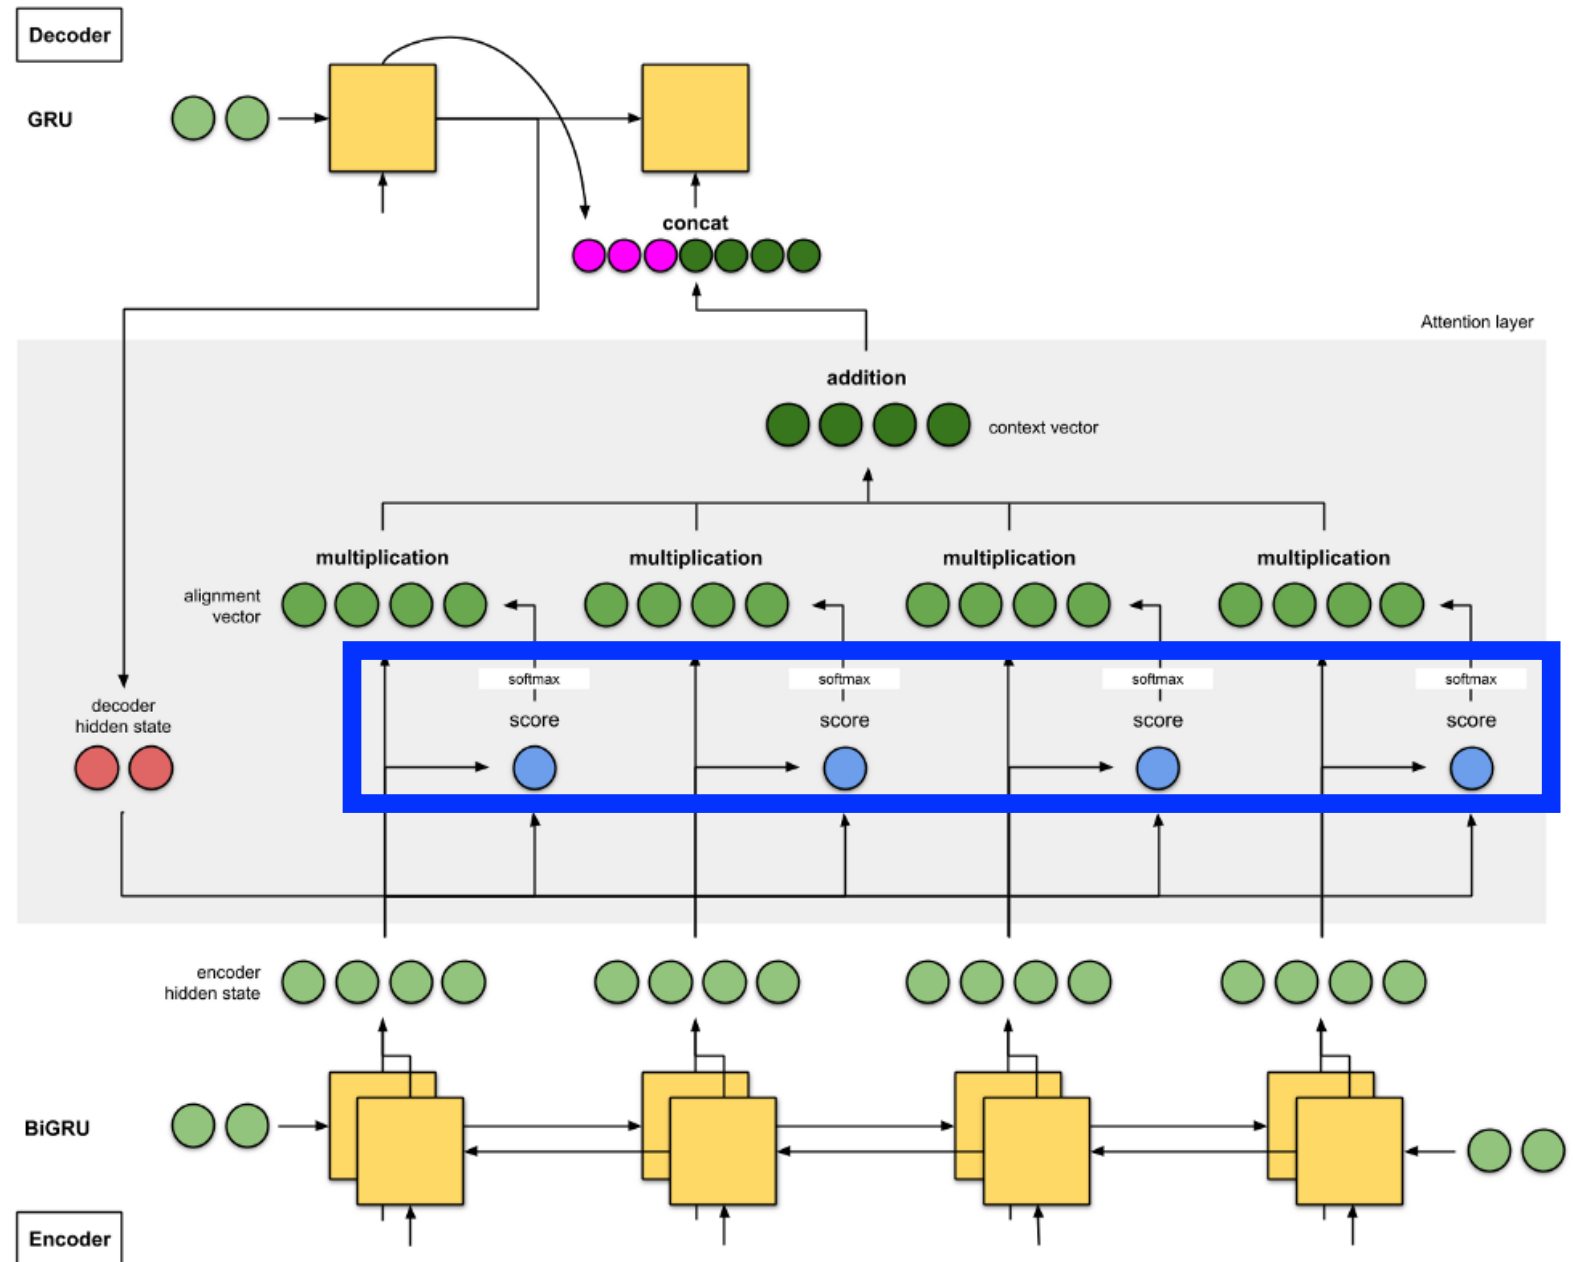 Decoder
GRU
concat
Attention layer
addition
context vector
multiplication multiplication multiplication multiplication
alignment
vector
softmax softmax softmax softmax
decoder
hidden state
score score score score
encoder
hidden state
BiGRU
Encoder